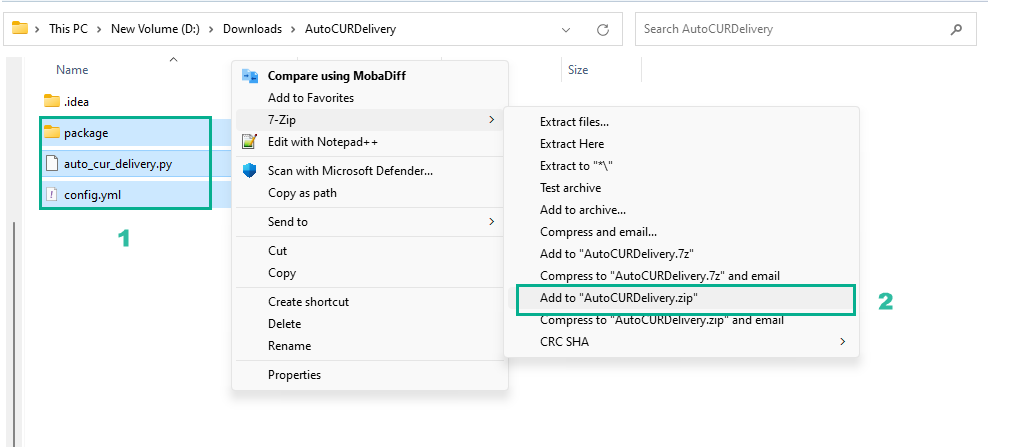 This PC > New Volume (D:) > Downloads > AutoCURDelivery
Search AutoCURDelivery
Name
Size
.idea
package
auto_cur_delivery.py
config.yml
1
Compare using MobaDiff
Add to Favorites
7-Zip
Edit with Notepad++
Scan with Microsoft Defender...
Copy as path
Send to
Cut
Copy
Create shortcut
Delete
Rename
Properties
Extract files...
Extract Here
Extract to "*\"
Test archive
Add to archive...
Compress and email...
Add to "AutoCURDelivery.7z"
Compress to "AutoCURDelivery.7z" and email
Add to "AutoCURDelivery.zip"
2
Compress to "AutoCURDelivery.zip" and email
CRC SHA